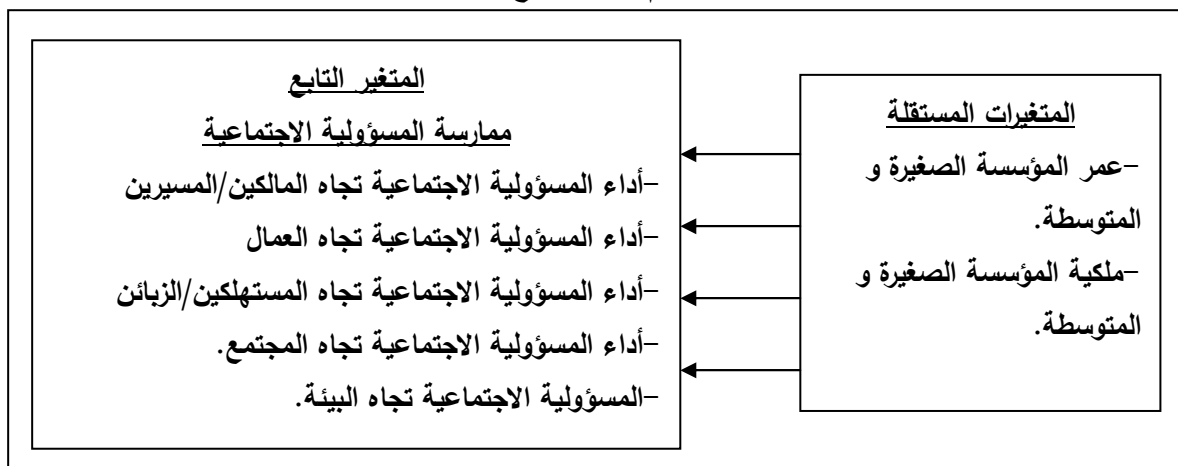 المتغيرات المستقلة
-عمر المؤسسة الصغيرة و
المتوسطة.
-ملكية المؤسسة الصغيرة و
المتوسطة.
المتغير التابع
ممارسة المسؤولية الاجتماعية
-أداء المسؤولية الاجتماعية تجاه المالكين/المسيرين
-أداء المسؤولية الاجتماعية تجاه العمال
-أداء المسؤولية الاجتماعية تجاه المستهلكين/الزبائن
-أداء المسؤولية الاجتماعية تجاه المجتمع.
-المسؤولية الاجتماعية تجاه البيئة.